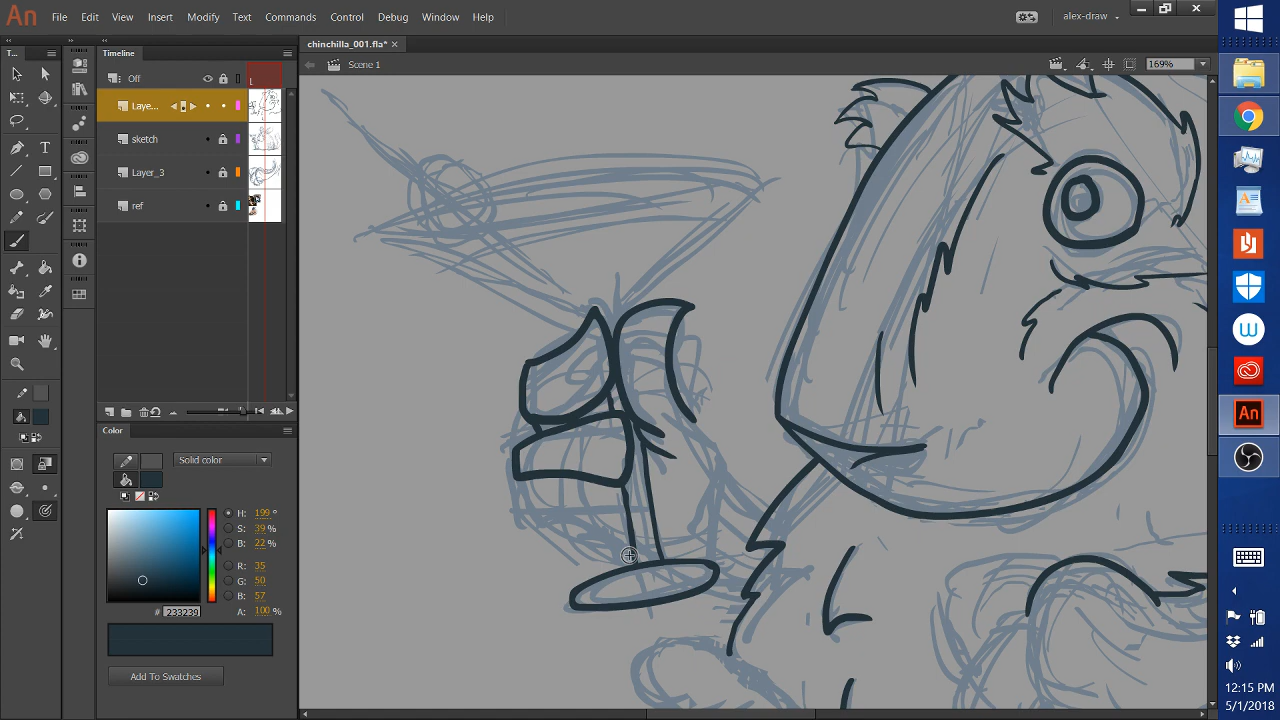 An
File Edit View Insert Modify Text Commands Control Debug Window Help
alex-draw
T...
Timeline
chinchilla_001.fla*
Scene 1
169%
Off
1
Laye...
sketch
Layer_3
ref
Color
Solid color
H: 199 °
S: 39 %
B: 22 %
R: 35
G: 50
B: 57
# 233239
A: 100 %
Add To Swatches
An
12:15 PM
5/1/2018